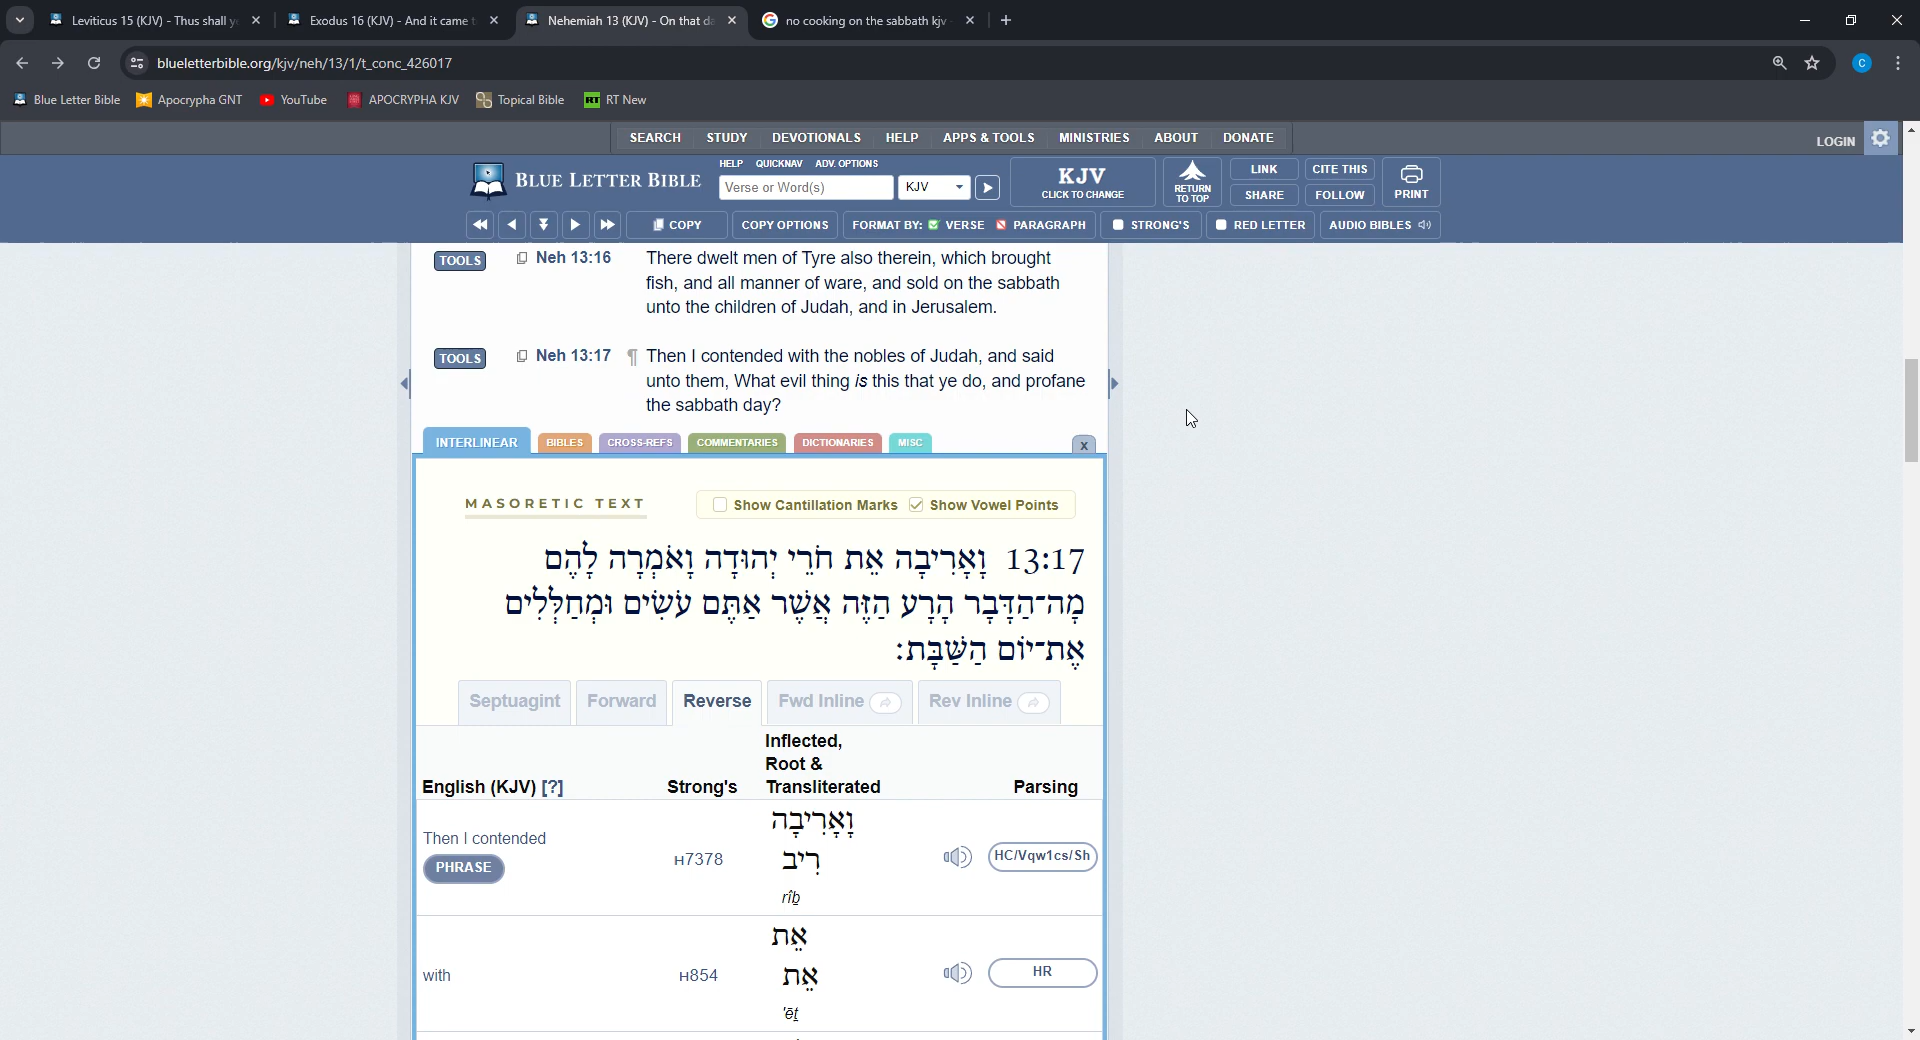 Leviticus 15 (KJV) - Thus shall y
Exodus 16 (KJV) - And it came t
Nehemiah 13 (KJV) - On that da
no cooking on the sabbath kjv
blueletterbible.org/kjv/neh/13/1/t_conc_426017
C
Blue Letter Bible
Apocrypha GNT
YouTube
APOCRYPHA KJV
Topical Bible
RT New
SEARCH STUDY DEVOTIONALS HELP APPS & TOOLS MINISTRIES ABOUT DONATE
LOGIN
BLUE LETTER BIBLE
HELP QUICKNAV ADV. OPTIONS
Verse or Word(s)
KJV
KJV
CLICK TO CHANGE
RETURN
TO TOP
LINK
CITE THIS
SHARE
FOLLOW
PRINT
COPY
COPY OPTIONS
FORMAT BY: VERSE PARAGRAPH
STRONG'S
RED LETTER
AUDIO BIBLES
TOOLS
Neh 13:16
There dwelt men of Tyre also therein, which brought
fish, and all manner of ware, and sold on the sabbath
unto the children of Judah, and in Jerusalem.
TOOLS
Neh 13:17
¶ Then I contended with the nobles of Judah, and said
unto them, What evil thing is this that ye do, and profane
the sabbath day?
INTERLINEAR
BIBLES
CROSS-REFS
COMMENTARIES
DICTIONARIES
MISC
x
MASORETIC TEXT
Show Cantillation Marks
Show Vowel Points
13:17 וָאָרִיבָה אֵת חֹרֵי יְהוּדָה וָאֹמְרָה לָהֶם
מָה־הַדָּבָר הָרָע הַזֶּה אֲשֶׁר אַתֶּם עֹשִׂים וּמְחַלְּלִים
אֶת־יוֹם הַשַּׁבָּת׃
Septuagint
Forward
Reverse
Fwd Inline
Rev Inline
English (KJV) [?]
Strong's
Inflected,
Root &
Transliterated
Parsing
Then I contended
PHRASE
H7378
וָאָרִיבָה
רִיב
rîḇ
HC/Vqw1cs/Sh
with
H854
אֵת
אֵת
'ēṯ
HR